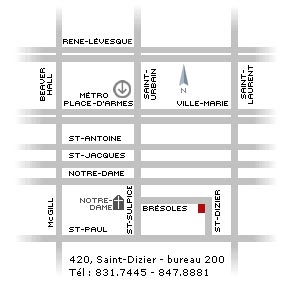 RENE-LÉVESQUE
BEAVER
HALL
MÉTRO
PLACE-D'ARMES
SAINT-
URBAIN
N
VILLE-MARIE
SAINT-
LAURENT
ST-ANTOINE
ST-JACQUES
NOTRE-DAME
McGILL
NOTRE-
DAME
ST-SULPICE
BRÉSOLES
ST-DIZIER
ST-PAUL
420, Saint-Dizier - bureau 200
Tél : 831.7445 - 847.8881